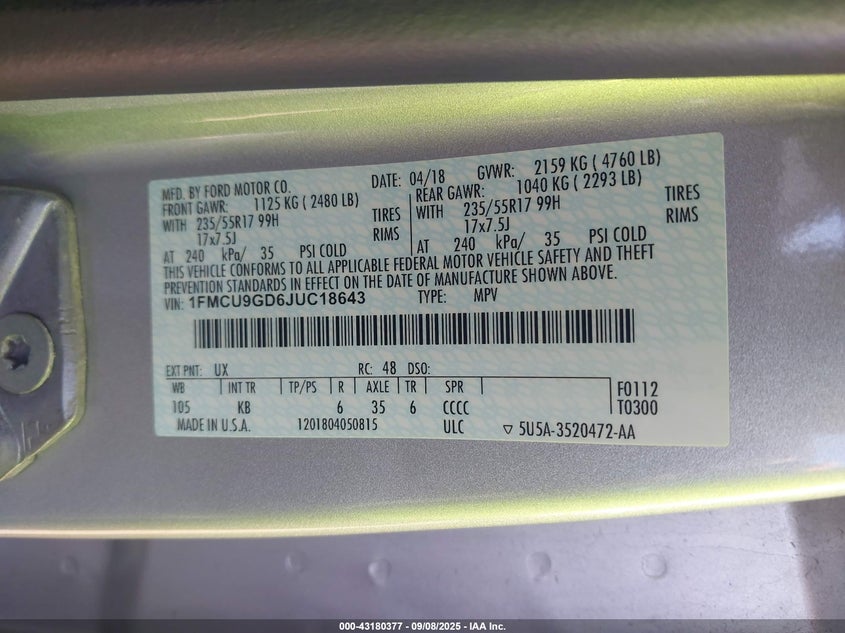 MFD. BY FORD MOTOR CO. DATE: 04/18 GVWR: 2159 KG ( 4760 LB)
FRONT GAWR: 1125 KG ( 2480 LB) REAR GAWR: 1040 KG ( 2293 LB)
WITH 235/55R17 99H TIRES WITH 235/55R17 99H TIRES
17x7.5J RIMS 17x7.5J RIMS
AT 240 kPa/ 35 PSI COLD AT 240 kPa/ 35 PSI COLD
THIS VEHICLE CONFORMS TO ALL APPLICABLE FEDERAL MOTOR VEHICLE SAFETY AND THEFT
PREVENTION STANDARDS IN EFFECT ON THE DATE OF MANUFACTURE SHOWN ABOVE.
VIN: 1FMCU9GD6JUC18643 TYPE: MPV
EXT PNT: UX RC: 48 DSO:
WB INT TR TP/PS R AXLE TR SPR F0112
105 KB 6 35 6 CCCC T0300
MADE IN U.S.A. 1201804050815 ULC ▽ 5U5A-3520472-AA
000-43180377 - 09/08/2025 - IAA Inc.